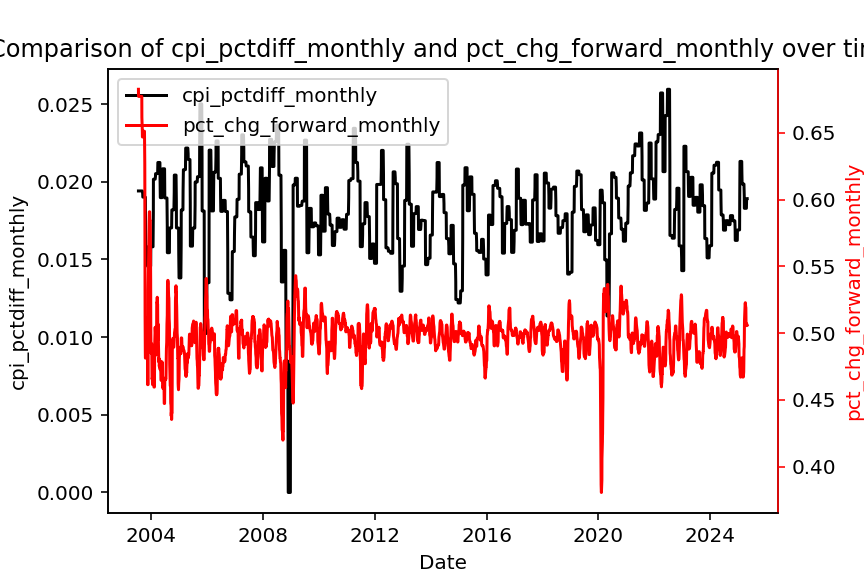 Comparison of cpi_pctdiff_monthly and pct_chg_forward_monthly over
cpi_pctdiff_monthly
pct_chg_forward_monthly
0.025
0.020
0.015
0.010
0.005
0.000
cpi_pctdiff_monthly
0.65
0.60
0.55
0.50
0.45
0.40
pct_chg_forward_monthly
2004 2008 2012 2016 2020 2024
Date